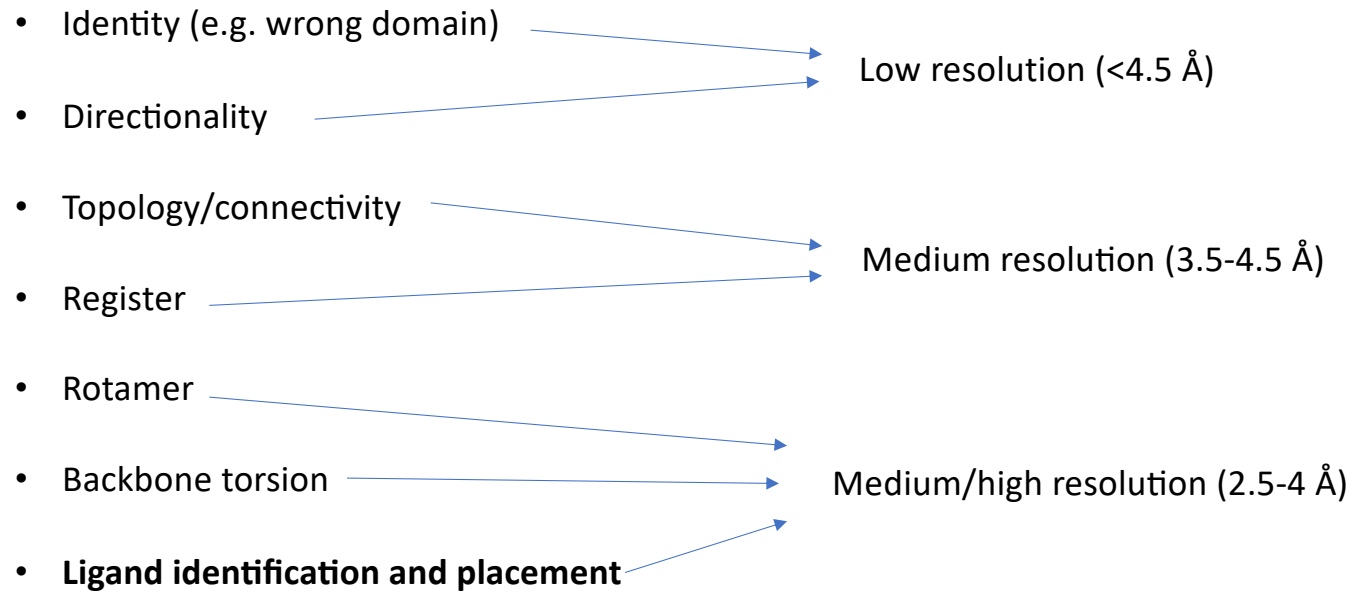 • Identity (e.g. wrong domain)
Low resolution (<4.5 Å)
• Directionality
• Topology/connectivity
Medium resolution (3.5-4.5 Å)
• Register
• Rotamer
• Backbone torsion
Medium/high resolution (2.5-4 Å)
• Ligand identification and placement